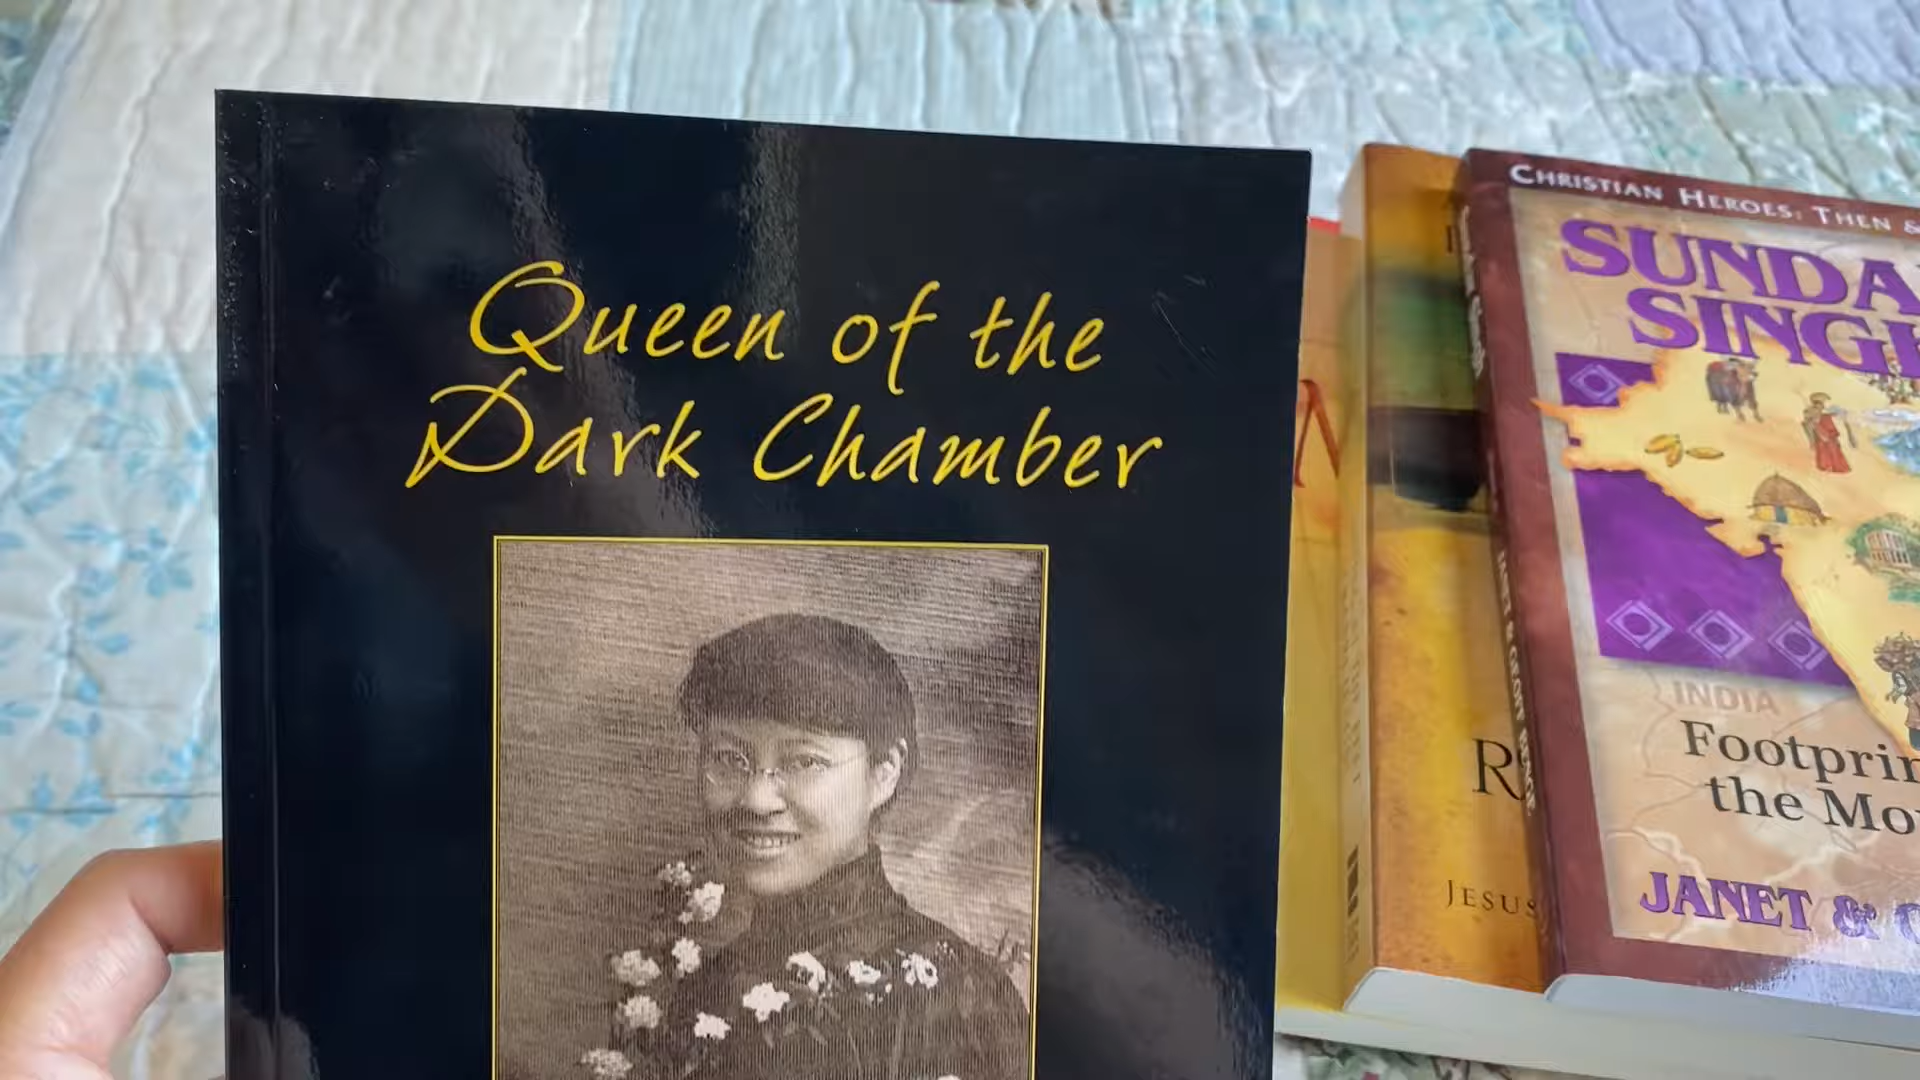 Queen of the
Dark Chamber
CHRISTIAN HEROES: THEN &
SUNDA
SINGH
INDIA
Footprin
the Mo
JANET & 
R
JESUS
N